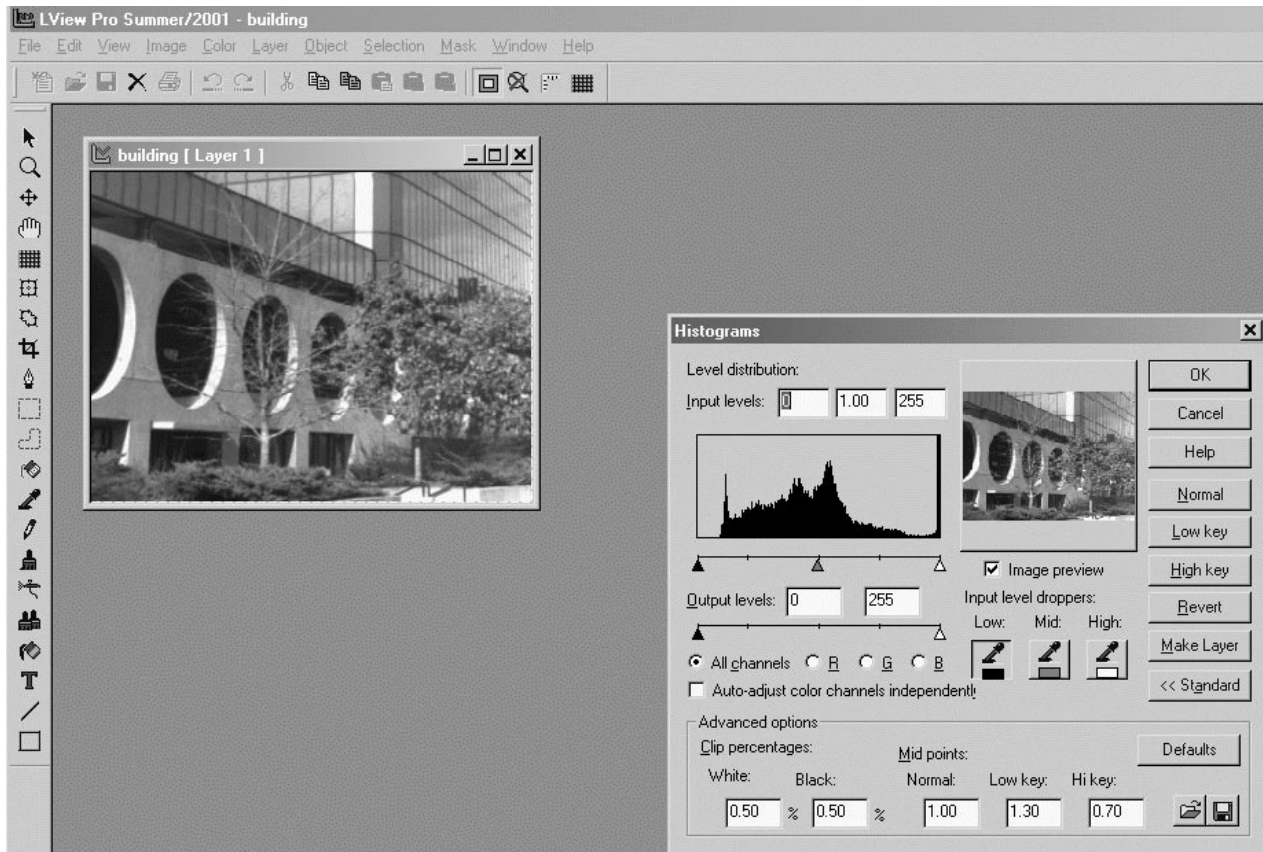 LView Pro Summer/2001 - building
File Edit View Image Color Layer Object Selection Mask Window Help
building [ Layer 1 ]
Histograms
Level distribution:
Input levels: 0 1.00 255
Output levels: 0 255
All channels R G B
Auto-adjust color channels independently
Image preview
Input level droppers:
Low: Mid: High:
OK
Cancel
Help
Normal
Low key
High key
Revert
Make Layer
<< Standard
Advanced options
Clip percentages:
White: Black:
0.50 % 0.50 %
Mid points:
Normal: Low key: Hi key:
1.00 1.30 0.70
Defaults
T